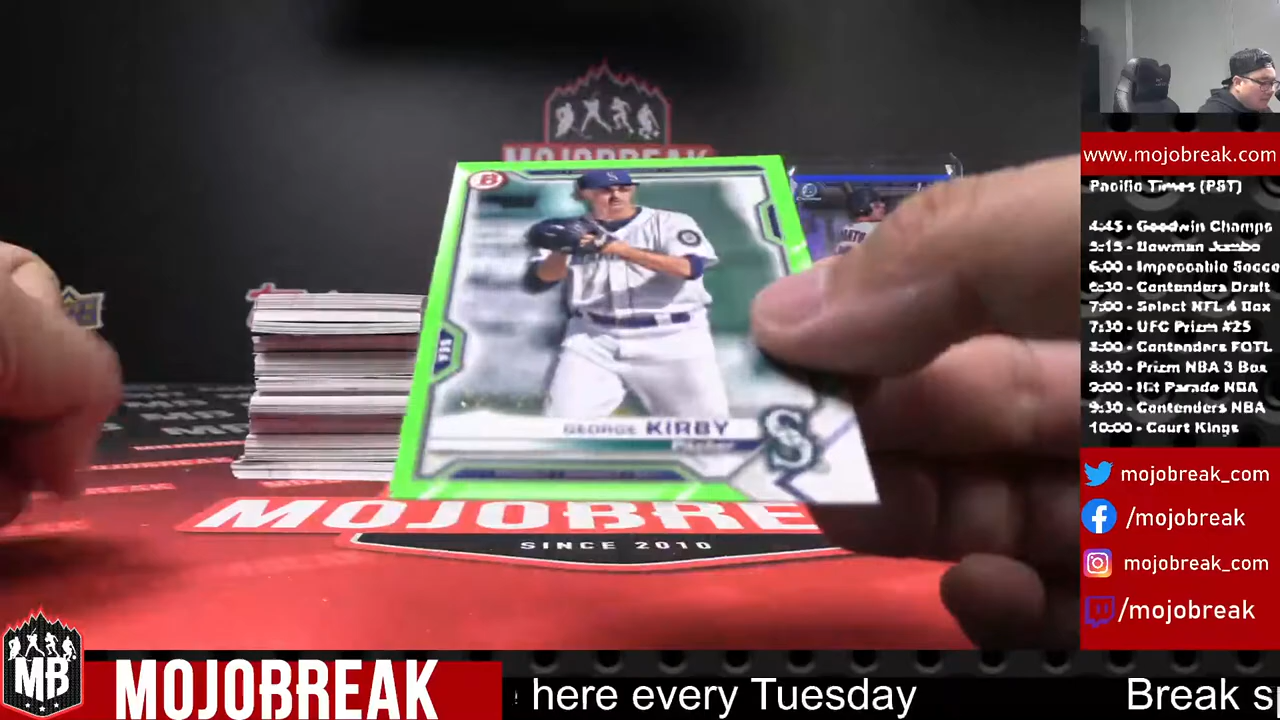 MOJOBREAK
B
S
SEA
GEORGE KIRBY
Pitcher
S
MOJOBRE
SINCE 2010
www.mojobreak.com
Pacific Times (PST)
4:45 - Goodwin Champs
5:15 - Bowman Jumbo
6:00 - Impeccable Socce
6:30 - Contenders Draft
7:00 - Select NFL 4 Box
7:30 - UFC Prizm #25
8:00 - Contenders FOTL
8:30 - Prizm NBA 3 Box
9:00 - Hit Parade NBA
9:30 - Contenders NBA
10:00 - Court Kings
mojobreak_com
/mojobreak
mojobreak_com
/mojobreak
MB
MOJOBREAK
here every Tuesday
Break sp